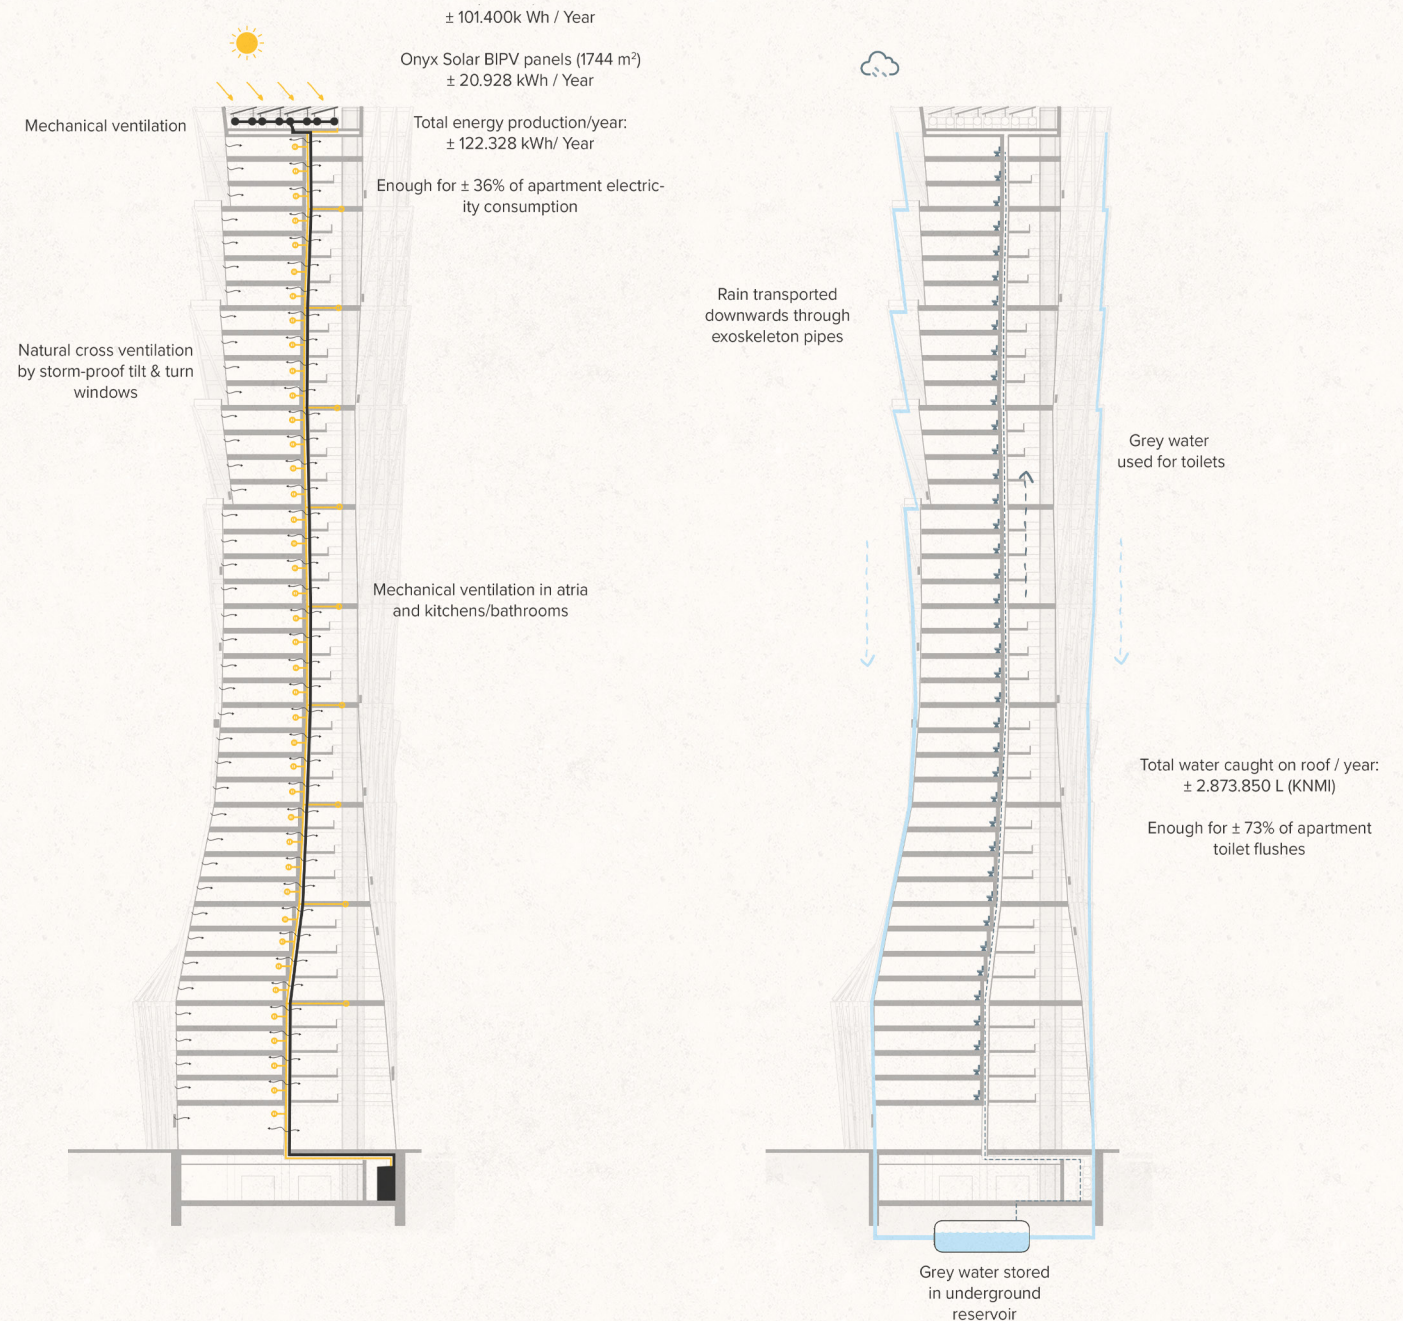 ± 101.400k Wh / Year
Onyx Solar BIPV panels (1744 m²)
± 20.928 kWh / Year
Mechanical ventilation
Total energy production/year:
± 122.328 kWh/ Year
Enough for ± 36% of apartment electric-
ity consumption
Natural cross ventilation
by storm-proof tilt & turn
windows
Mechanical ventilation in atria
and kitchens/bathrooms
Rain transported
downwards through
exoskeleton pipes
Grey water
used for toilets
Total water caught on roof / year:
± 2.873.850 L (KNMI)
Enough for ± 73% of apartment
toilet flushes
Grey water stored
in underground
reservoir